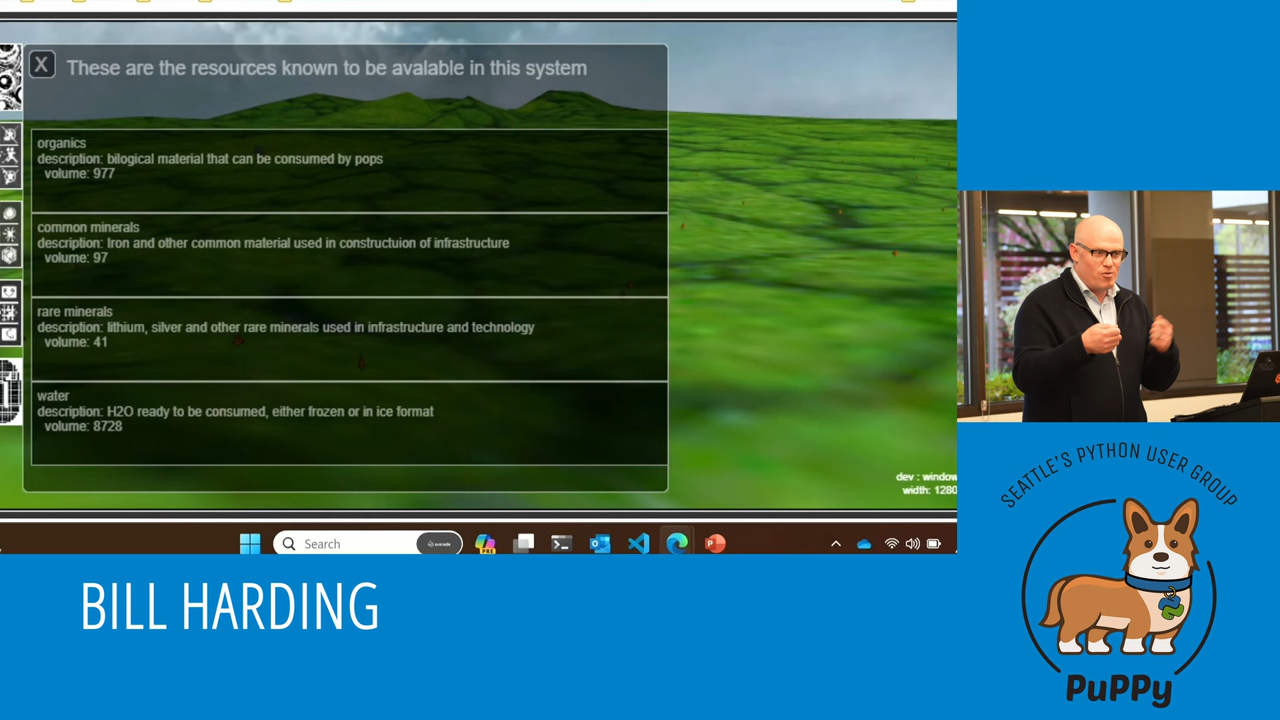 X
These are the resources known to be avalable in this system
organics
description: bilogical material that can be consumed by pops
volume: 977
common minerals
description: Iron and other common material used in constructuion of infrastructure
volume: 97
rare minerals
description: lithium, silver and other rare minerals used in infrastructure and technology
volume: 41
water
description: H2O ready to be consumed, either frozen or in ice format
volume: 8728
dev : window
width: 1280
Search
PRE
BILL HARDING
SEATTLE'S PYTHON USER GROUP
PuPPy